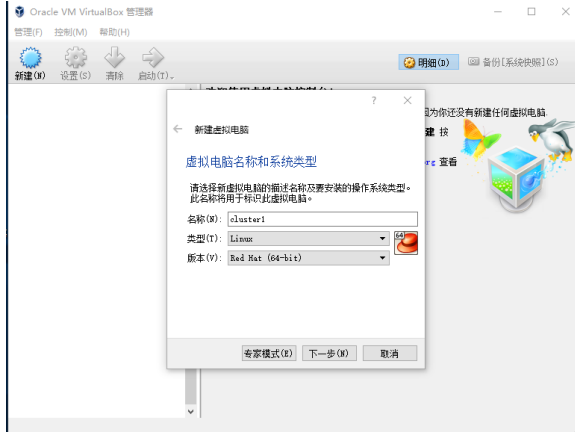 Oracle VM VirtualBox 管理器
管理(F) 控制(M) 帮助(H)
新建(N) 设置(S) 清除 启动(T)
明细(D) 备份[系统快照](S)
?
因为你还没有新建任何虚拟电脑
新建虚拟电脑
建 按
虚拟电脑名称和系统类型
rg 查看
请选择新虚拟电脑的描述名称及要安装的操作系统类型。
此名称将用于标识此虚拟电脑。
名称(N): cluster1
类型(T): Linux
64
版本(V): Red Hat (64-bit)
专家模式(E) 下一步(N) 取消